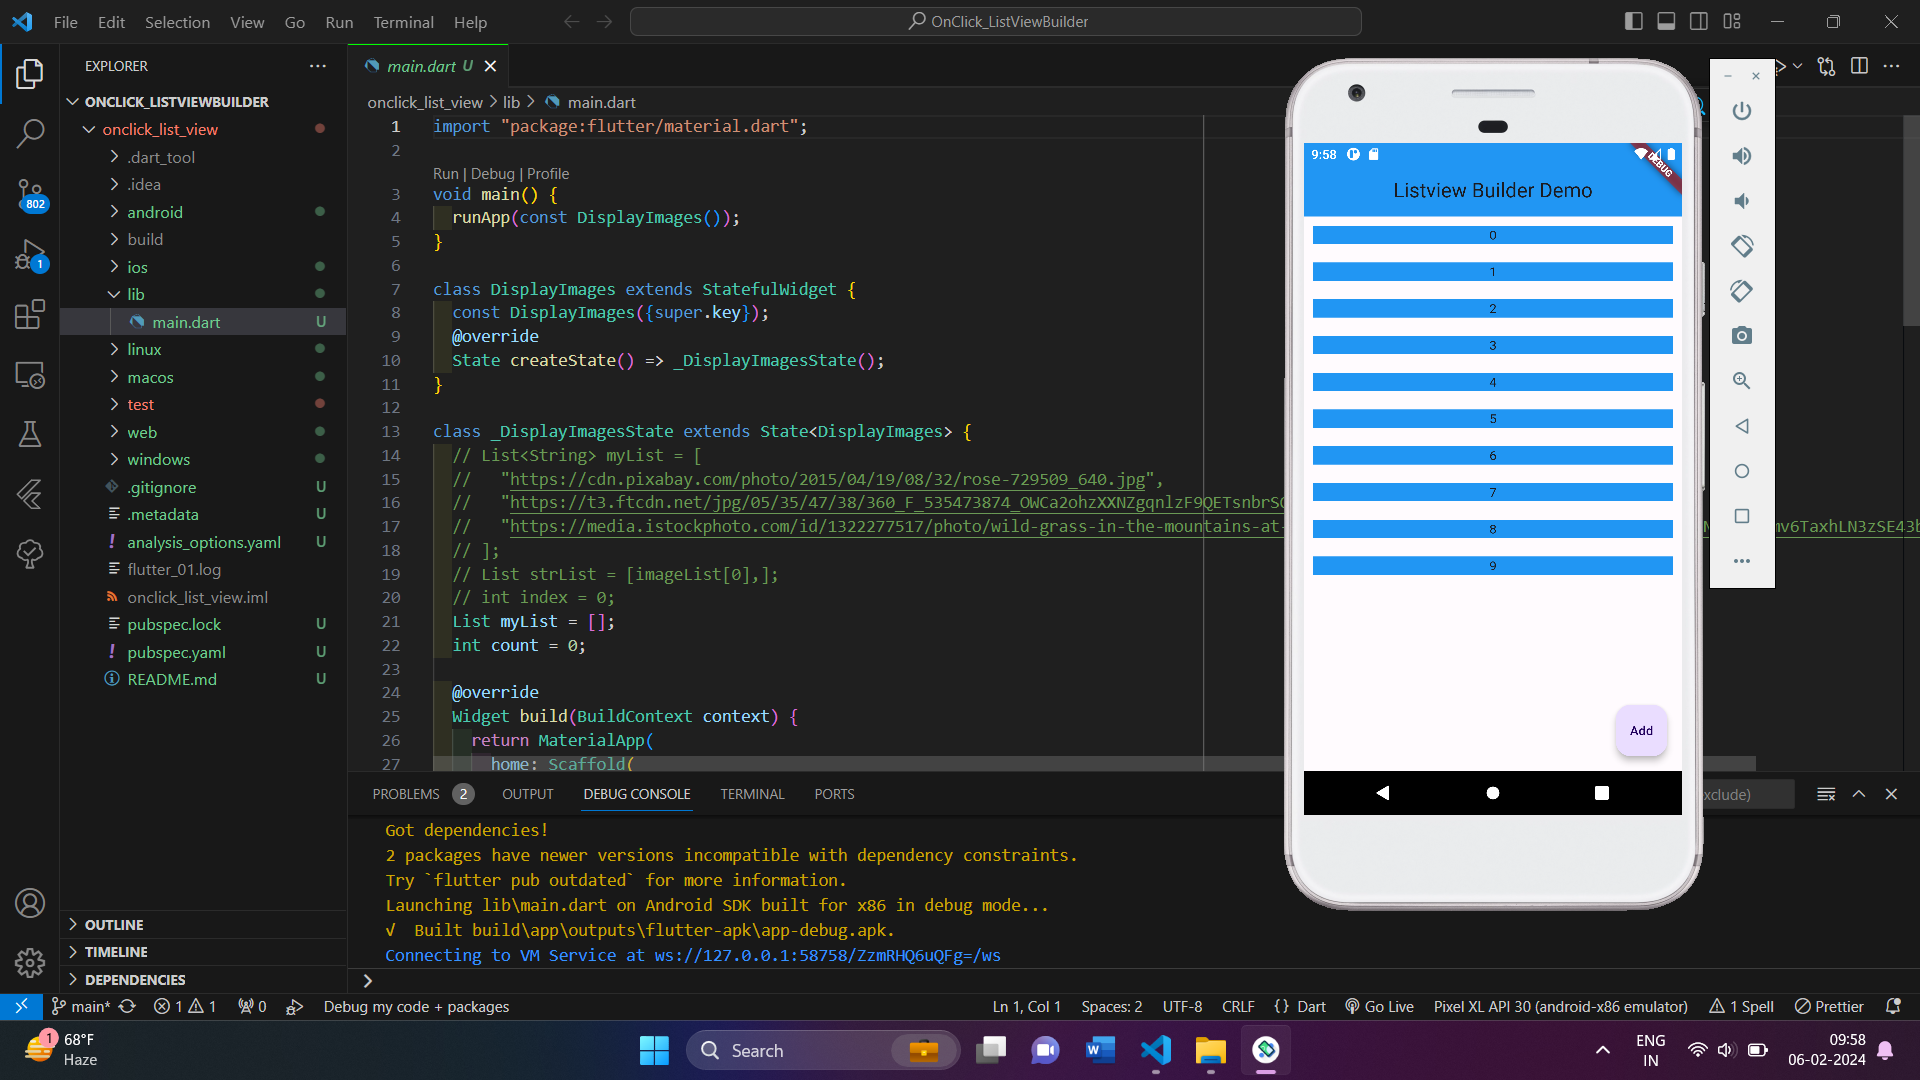 File Edit Selection View Go Run Terminal Help
OnClick_ListViewBuilder
EXPLORER
ONCLICK_LISTVIEWBUILDER
onclick_list_view
.dart_tool
.idea
android
build
ios
lib
main.dart U
linux
macos
test
web
windows
.gitignore U
.metadata U
analysis_options.yaml U
flutter_01.log
onclick_list_view.iml
pubspec.lock U
pubspec.yaml U
README.md U
OUTLINE
TIMELINE
DEPENDENCIES
802
1
main.dart U
onclick_list_view > lib > main.dart
1 import "package:flutter/material.dart";
2
Run | Debug | Profile
3 void main() {
4 runApp(const DisplayImages());
5 }
6
7 class DisplayImages extends StatefulWidget {
8 const DisplayImages({super.key});
9 @override
10 State createState() => _DisplayImagesState();
11 }
12
13 class _DisplayImagesState extends State<DisplayImages> {
14 // List<String> myList = [
15 // "https://cdn.pixabay.com/photo/2015/04/19/08/32/rose-729509_640.jpg",
16 // "https://t3.ftcdn.net/jpg/05/35/47/38/360_F_535473874_OWCa2ohzXXNZgqnlzF9QETsnbrS
17 // "https://media.istockphoto.com/id/1322277517/photo/wild-grass-in-the-mountains-at-
18 // ];
19 // List strList = [imageList[0],];
20 // int index = 0;
21 List myList = [];
22 int count = 0;
23
24 @override
25 Widget build(BuildContext context) {
26 return MaterialApp(
27 home: Scaffold(
9:58
DEBUG
Listview Builder Demo
0
1
2
3
4
5
6
7
8
9
Add
PROBLEMS 2 OUTPUT DEBUG CONSOLE TERMINAL PORTS
xclude)
Got dependencies!
2 packages have newer versions incompatible with dependency constraints.
Try `flutter pub outdated` for more information.
Launching lib\main.dart on Android SDK built for x86 in debug mode...
√ Built build\app\outputs\flutter-apk\app-debug.apk.
Connecting to VM Service at ws://127.0.0.1:58758/ZzmRHQ6uQFg=/ws
main* 1 1 0 Debug my code + packages Ln 1, Col 1 Spaces: 2 UTF-8 CRLF {} Dart Go Live Pixel XL API 30 (android-x86 emulator) 1 Spell Prettier
1
68°F
Haze
Search
ENG
IN
09:58
06-02-2024